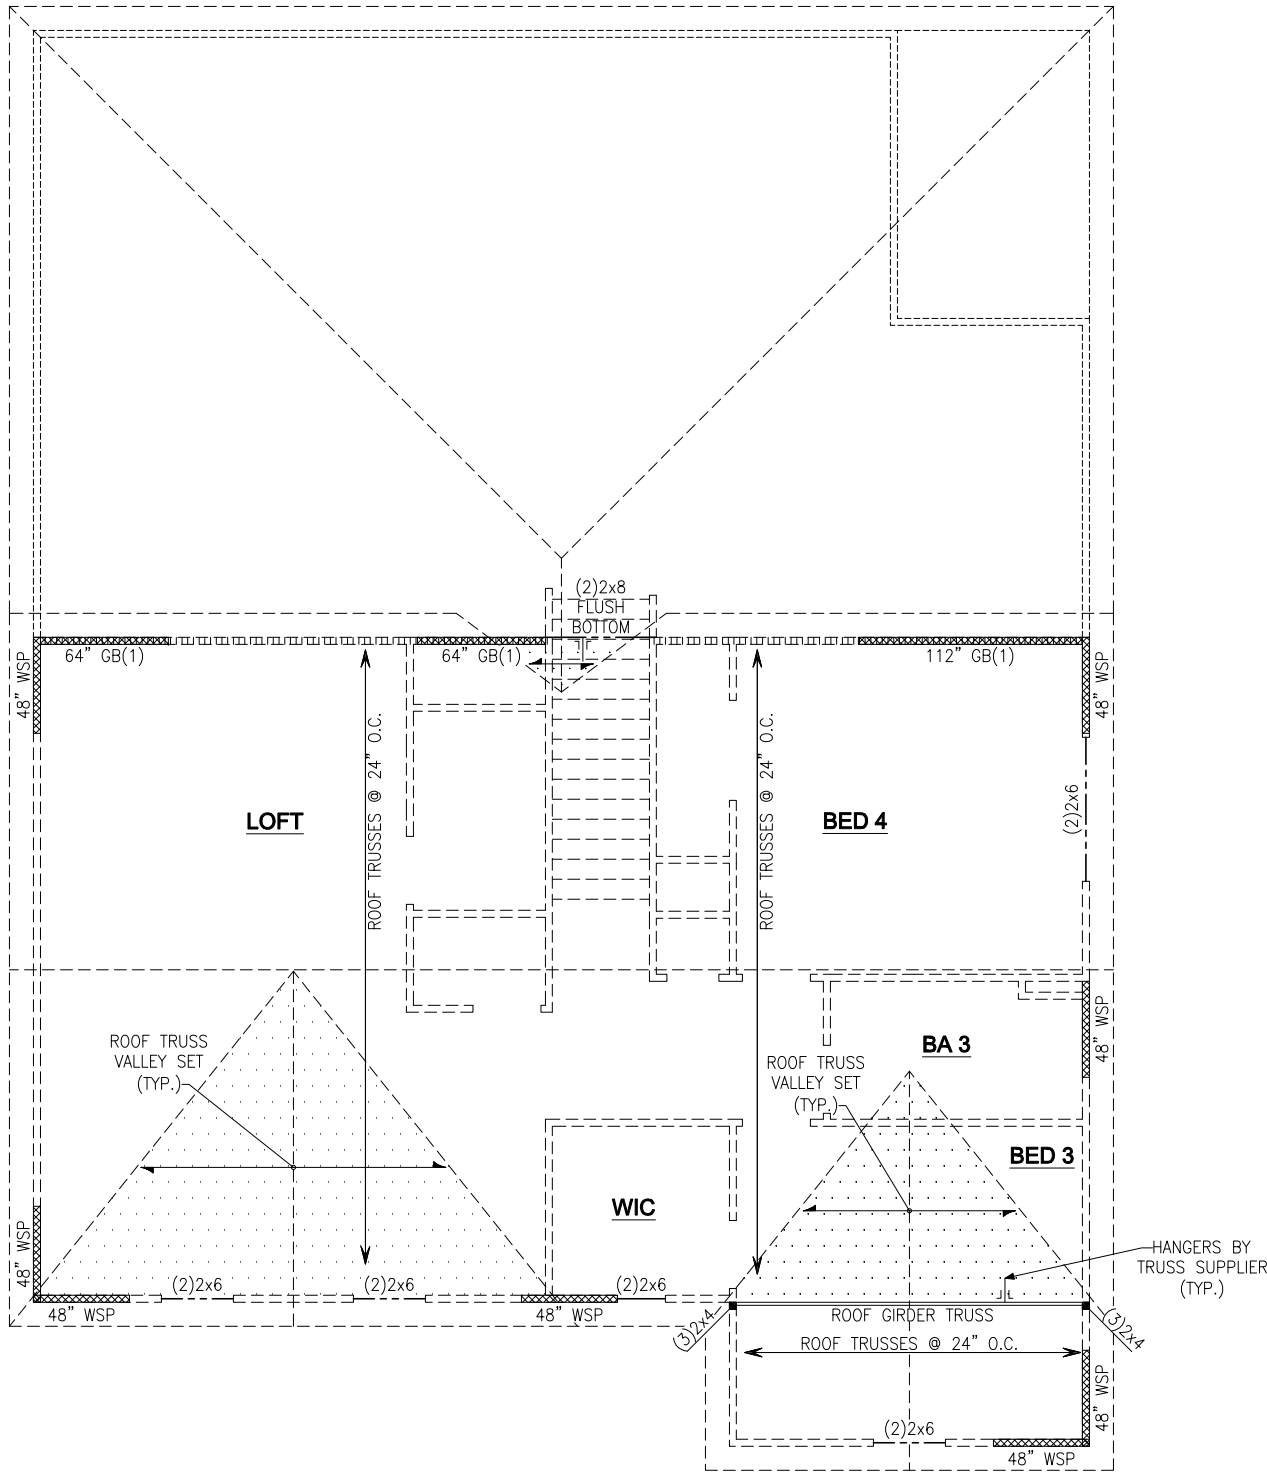 (2)2x8
FLUSH
BOTTOM
64" GB(1)
64" GB(1)
112" GB(1)
48" WSP
48" WSP
ROOF TRUSSES @ 24" O.C.
ROOF TRUSSES @ 24" O.C.
(2)2x6
LOFT
BED 4
ROOF TRUSS
VALLEY SET
(TYP.)
BA 3
48" WSP
ROOF TRUSS
VALLEY SET
(TYP.)
BED 3
WIC
48" WSP
HANGERS BY
TRUSS SUPPLIER
(TYP.)
(2)2x6
(2)2x6
(2)2x6
48" WSP
48" WSP
(3)2x4
ROOF GIRDER TRUSS
(3)2x4
ROOF TRUSSES @ 24" O.C.
48" WSP
(2)2x6
48" WSP